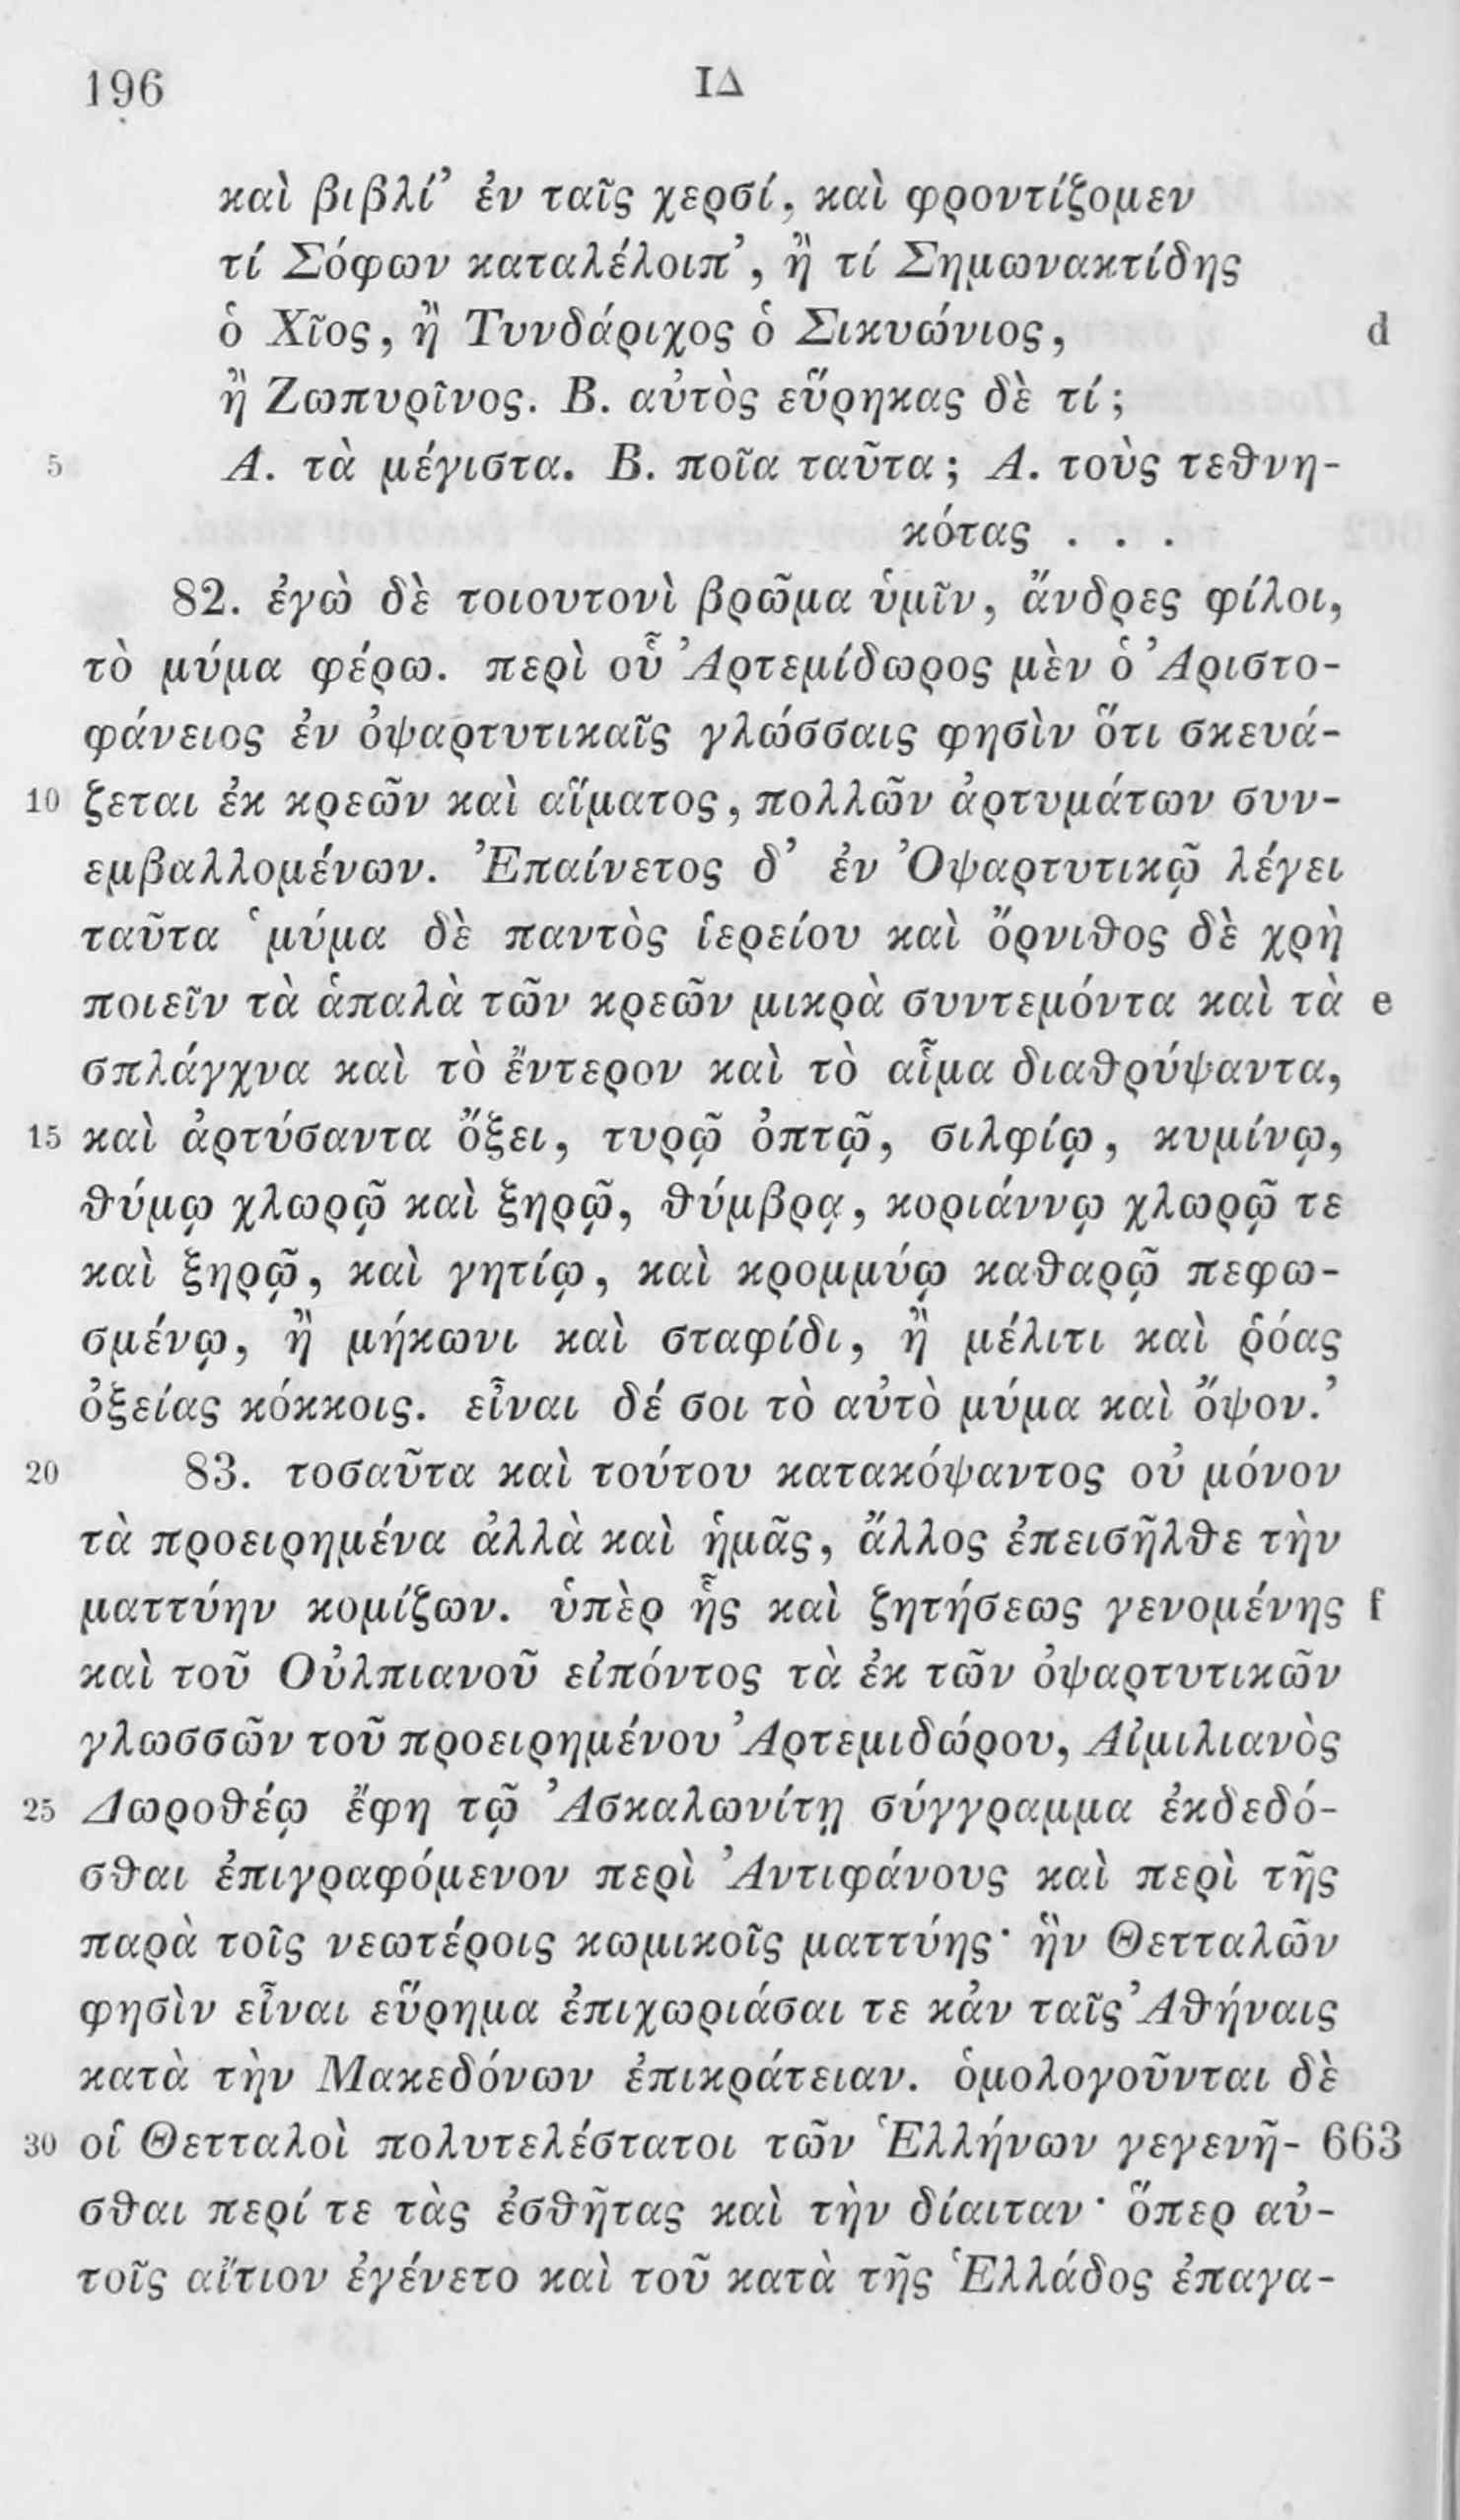 196 ΙΔ
καὶ βιβλί’ ἐν ταῖς χερσί, καὶ φροντίζομεν
τί Σόφων καταλέλοιπ’, ἢ τί Σημωνακτίδης
ὁ Χῖος, ἢ Τυνδάριχος ὁ Σικυώνιος, d
ἢ Ζωπυρῖνος. Β. αὐτὸς εὕρηκας δὲ τί;
5 Α. τὰ μέγιστα. Β. ποῖα ταῦτα; Α. τοὺς τεθνη-
κότας . . .
82. ἐγὼ δὲ τοιουτονὶ βρῶμα ὑμῖν, ἄνδρες φίλοι,
τὸ μύμα φέρω. περὶ οὗ Ἀρτεμίδωρος μὲν ὁ Ἀριστο-
φάνειος ἐν ὀψαρτυτικαῖς γλώσσαις φησὶν ὅτι σκευά-
10 ζεται ἐκ κρεῶν καὶ αἵματος, πολλῶν ἀρτυμάτων συν-
εμβαλλομένων. Ἐπαίνετος δ’ ἐν Ὀψαρτυτικῷ λέγει
ταῦτα ‘μύμα δὲ παντὸς ἱερείου καὶ ὄρνιθος δὲ χρὴ
ποιεῖν τὰ ἁπαλὰ τῶν κρεῶν μικρὰ συντεμόντα καὶ τὰ e
σπλάγχνα καὶ τὸ ἔντερον καὶ τὸ αἷμα διαθρύψαντα,
15 καὶ ἀρτύσαντα ὄξει, τυρῷ ὀπτῷ, σιλφίῳ, κυμίνῳ,
θύμῳ χλωρῷ καὶ ξηρῷ, θύμβρᾳ, κοριάννῳ χλωρῷ τε
καὶ ξηρῷ, καὶ γητίῳ, καὶ κρομμύῳ καθαρῷ πεφω-
σμένῳ, ἢ μήκωνι καὶ σταφίδι, ἢ μέλιτι καὶ ῥόας
ὀξείας κόκκοις. εἶναι δέ σοι τὸ αὐτὸ μύμα καὶ ὄψον.’
20 83. τοσαῦτα καὶ τούτου κατακόψαντος οὐ μόνον
τὰ προειρημένα ἀλλὰ καὶ ἡμᾶς, ἄλλος ἐπεισῆλθε τὴν
ματτύην κομίζων. ὑπὲρ ἧς καὶ ζητήσεως γενομένης f
καὶ τοῦ Οὐλπιανοῦ εἰπόντος τὰ ἐκ τῶν ὀψαρτυτικῶν
γλωσσῶν τοῦ προειρημένου Ἀρτεμιδώρου, Αἰμιλιανὸς
25 Δωροθέῳ ἔφη τῷ Ἀσκαλωνίτῃ σύγγραμμα ἐκδεδό-
σθαι ἐπιγραφόμενον περὶ Ἀντιφάνους καὶ περὶ τῆς
παρὰ τοῖς νεωτέροις κωμικοῖς ματτύης· ἣν Θετταλῶν
φησὶν εἶναι εὕρημα ἐπιχωριάσαι τε κἀν ταῖς Ἀθήναις
κατὰ τὴν Μακεδόνων ἐπικράτειαν. ὁμολογοῦνται δὲ
30 οἱ Θετταλοὶ πολυτελέστατοι τῶν Ἑλλήνων γεγενῆ- 663
σθαι περί τε τὰς ἐσθῆτας καὶ τὴν δίαιταν· ὅπερ αὐ-
τοῖς αἴτιον ἐγένετο καὶ τοῦ κατὰ τῆς Ἑλλάδος ἐπαγα-